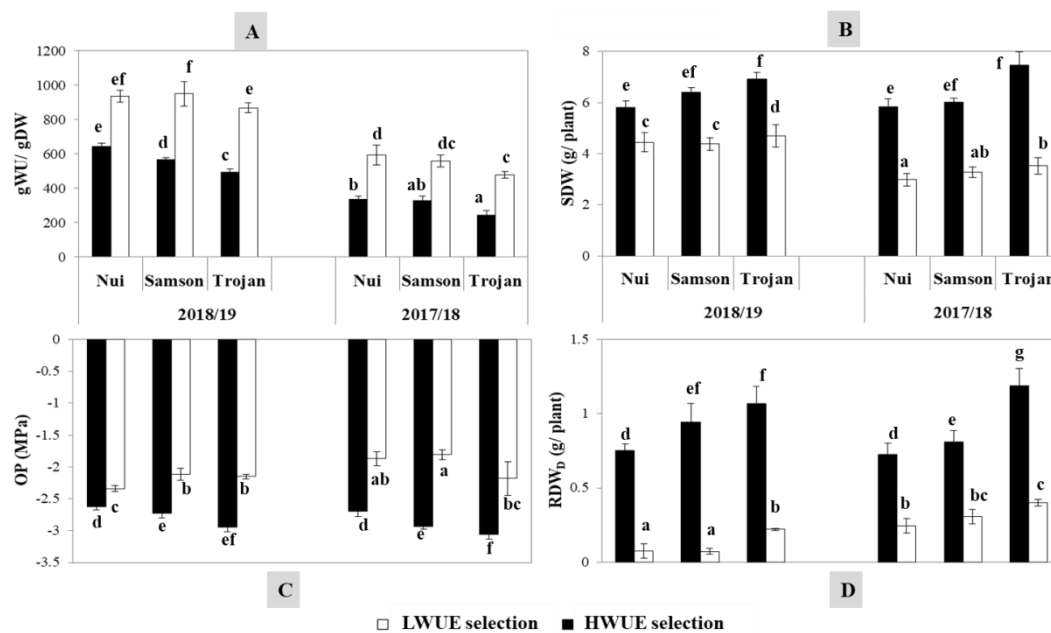 A
B
gWU/ gDW
1200
1000
800
600
400
200
0
ef
f
e
e
d
c
d
dc
c
b
ab
a
Nui Samson Trojan Nui Samson Trojan
2018/19 2017/18
SDW (g/ plant)
8
6
4
2
0
e
ef
f
c
c
d
e
ef
f
a
ab
b
Nui Samson Trojan Nui Samson Trojan
2018/19 2017/18
OP (MPa)
0
-0.5
-1
-1.5
-2
-2.5
-3
-3.5
d
c
e
b
ef
b
d
ab
e
a
f
bc
RDWD (g/ plant)
1.5
1
0.5
0
d
a
ef
a
f
b
d
b
e
bc
g
c
C
D
LWUE selection HWUE selection